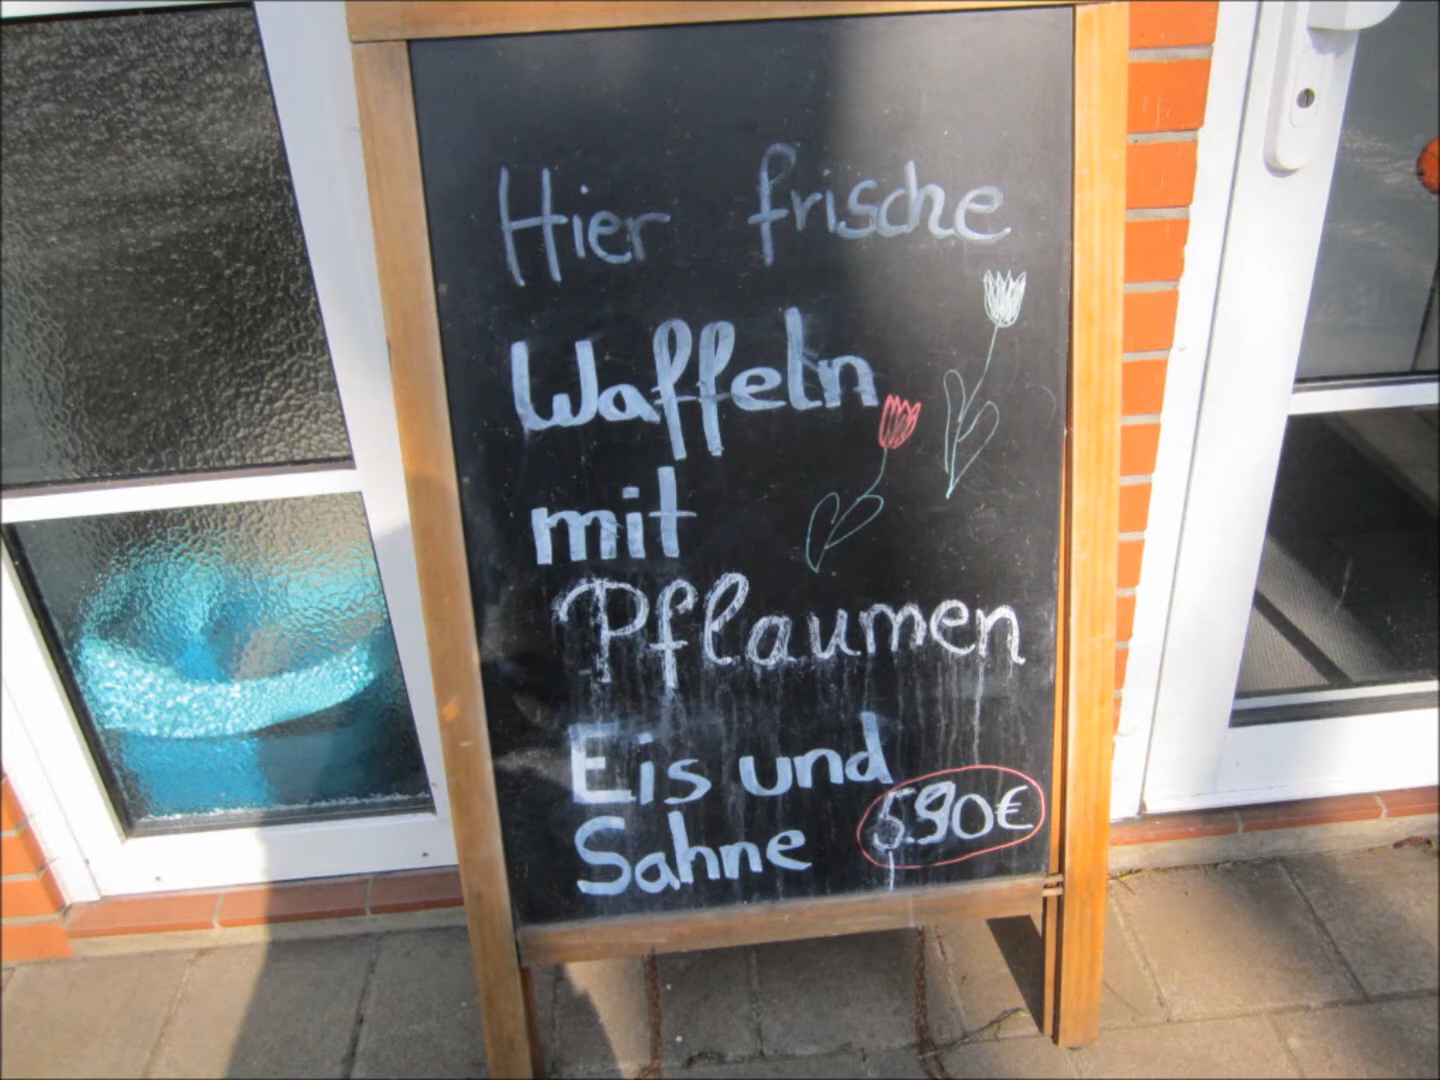 Hier frische
Waffeln
mit
Pflaumen
Eis und
Sahne 5.90€